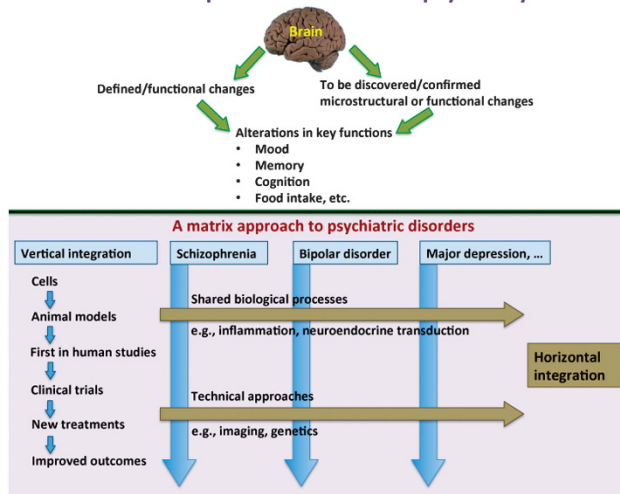 Brain
Defined/functional changes
To be discovered/confirmed
microstructural or functional changes
Alterations in key functions
• Mood
• Memory
• Cognition
• Food intake, etc.
A matrix approach to psychiatric disorders
Vertical integration
Schizophrenia
Bipolar disorder
Major depression, ...
Cells
Animal models
First in human studies
Clinical trials
New treatments
Improved outcomes
Shared biological processes
e.g., inflammation, neuroendocrine transduction
Technical approaches
e.g., imaging, genetics
Horizontal
integration